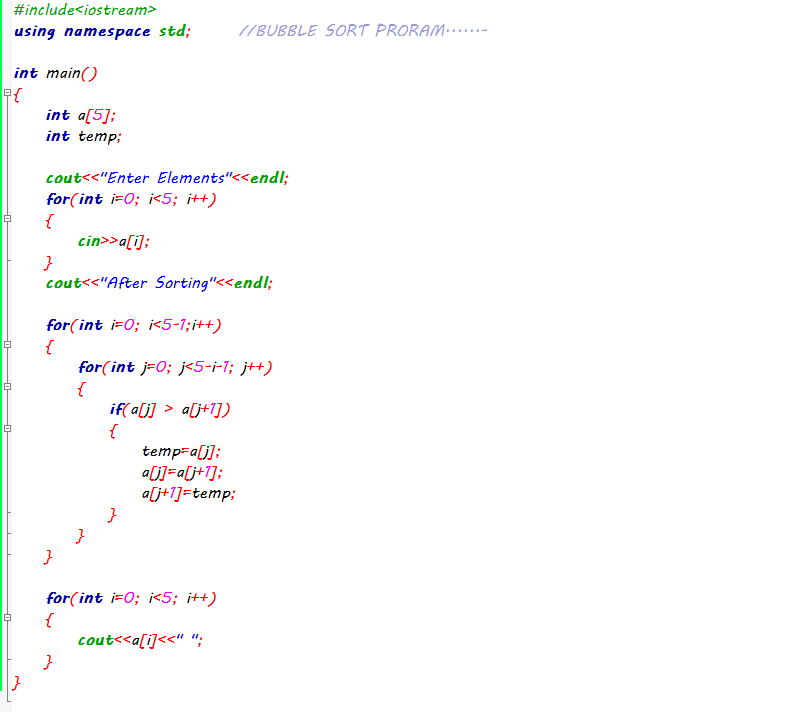 #include<iostream>
using namespace std;      //BUBBLE SORT PRORAM.......
int main()
{
    int a[5];
    int temp;
    cout<<"Enter Elements"<<endl;
    for(int i=0; i<5; i++)
    {
        cin>>a[i];
    }
    cout<<"After Sorting"<<endl;
    for(int i=0; i<5-1;i++)
    {
        for(int j=0; j<5-i-1; j++)
        {
            if(a[j] > a[j+1])
            {
                temp=a[j];
                a[j]=a[j+1];
                a[j+1]=temp;
            }
        }
    }
    for(int i=0; i<5; i++)
    {
        cout<<a[i]<<" ";
    }
}